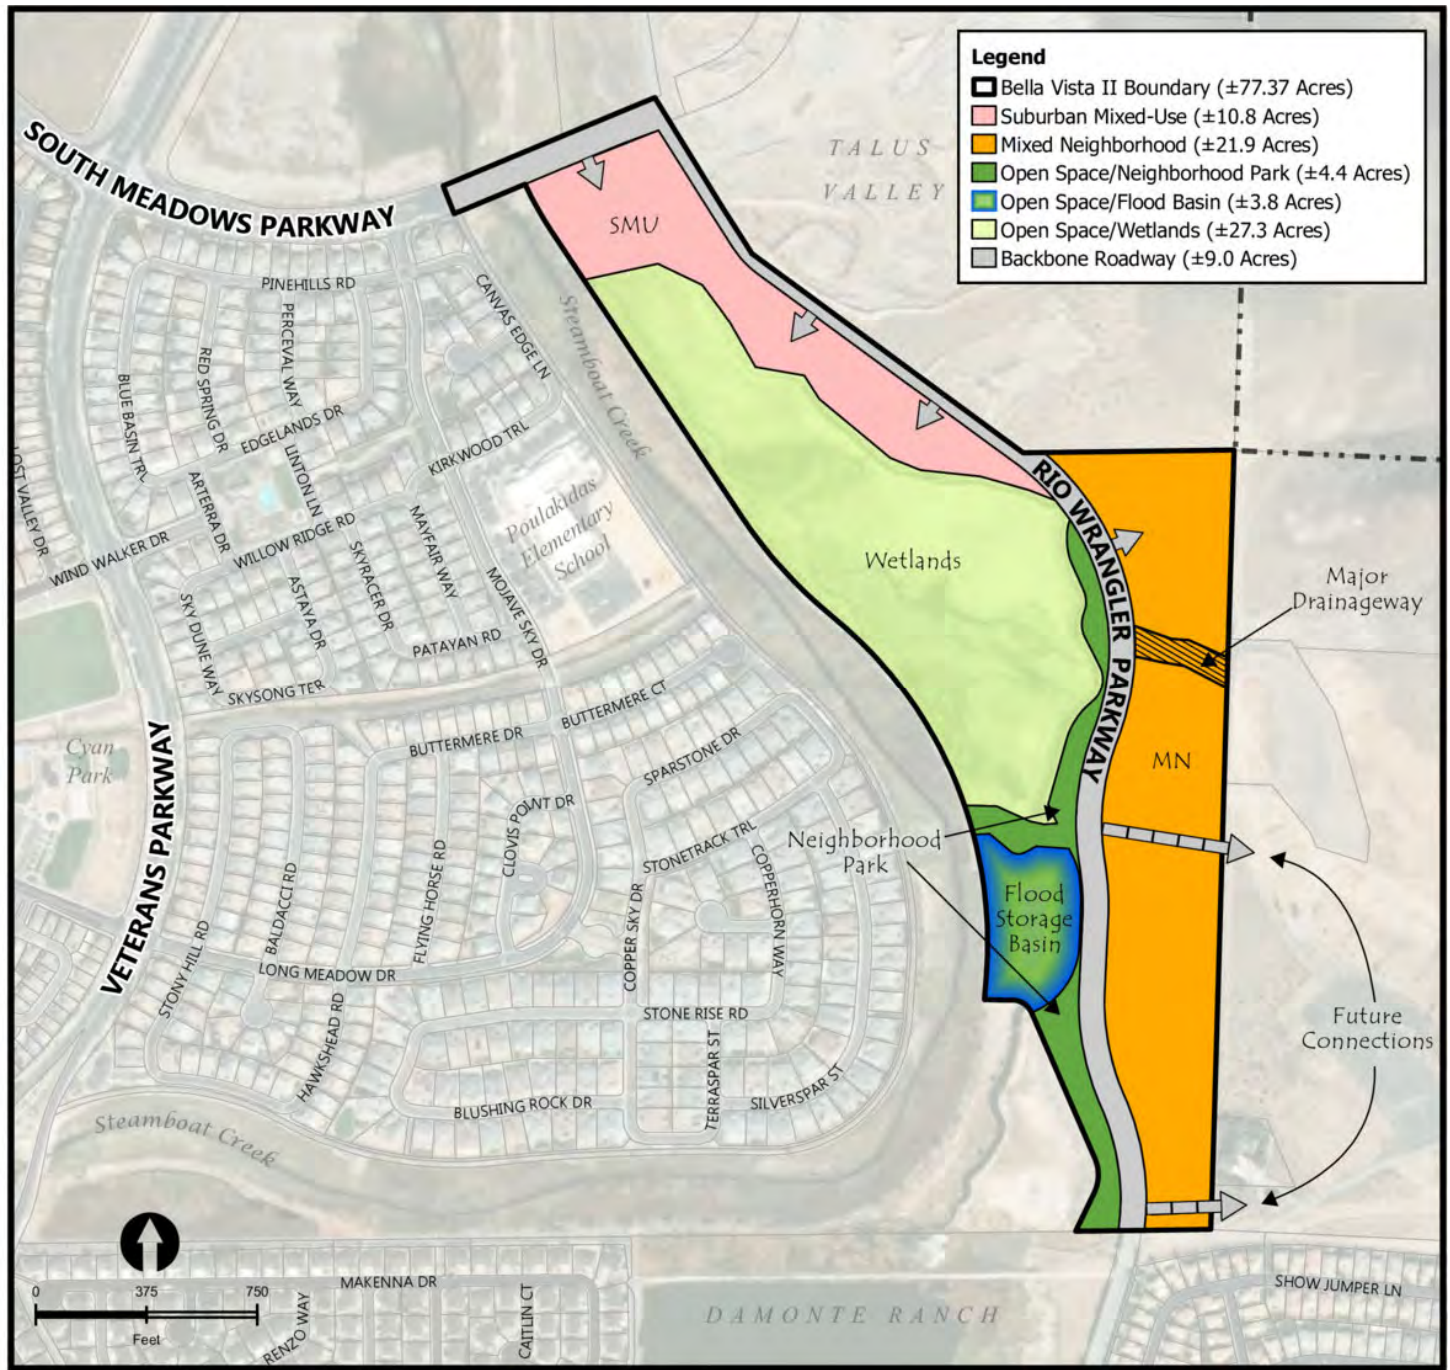 Legend
Bella Vista II Boundary (±77.37 Acres)
Suburban Mixed-Use (±10.8 Acres)
Mixed Neighborhood (±21.9 Acres)
Open Space/Neighborhood Park (±4.4 Acres)
Open Space/Flood Basin (±3.8 Acres)
Open Space/Wetlands (±27.3 Acres)
Backbone Roadway (±9.0 Acres)
TALUS
VALLEY
SOUTH MEADOWS PARKWAY
SMU
PINEHILLS RD
CANVAS EDGE LN
PERCEVAL WAY
RED SPRING DR
BLUE BASIN TRL
EDGELANDS DR
Steamboat Creek
KIRKWOOD TRL
LINTON LN
ARTERRA DR
LOST VALLEY DR
WIND WALKER DR
WILLOW RIDGE RD
MAYFAIR WAY
SKYRACER DR
Poulakidas
Elementary
School
RIO WRANGLER PARKWAY
Wetlands
Major
Drainageway
ASTAYA DR
SKY DUNE WAY
MOJAVE SKY DR
PATAYAN RD
SKYSONG TER
BUTTERMERE CT
BUTTERMERE DR
Cyan
Park
VETERANS PARKWAY
SPARSTONE DR
MN
CLOVIS POINT DR
STONETRACK TRL
Neighborhood
Park
COPPERHORN WAY
FLYING HORSE RD
BALDACCI RD
STONY HILL RD
COPPER SKY DR
Flood
Storage
Basin
LONG MEADOW DR
HAWKSHEAD RD
STONE RISE RD
Future
Connections
TERRASPAR ST
SILVERSPAR ST
BLUSHING ROCK DR
Steamboat Creek
0 375 750
Feet
MAKENNA DR
RENZO WAY
CAITLIN CT
DAMONTE RANCH
SHOW JUMPER LN